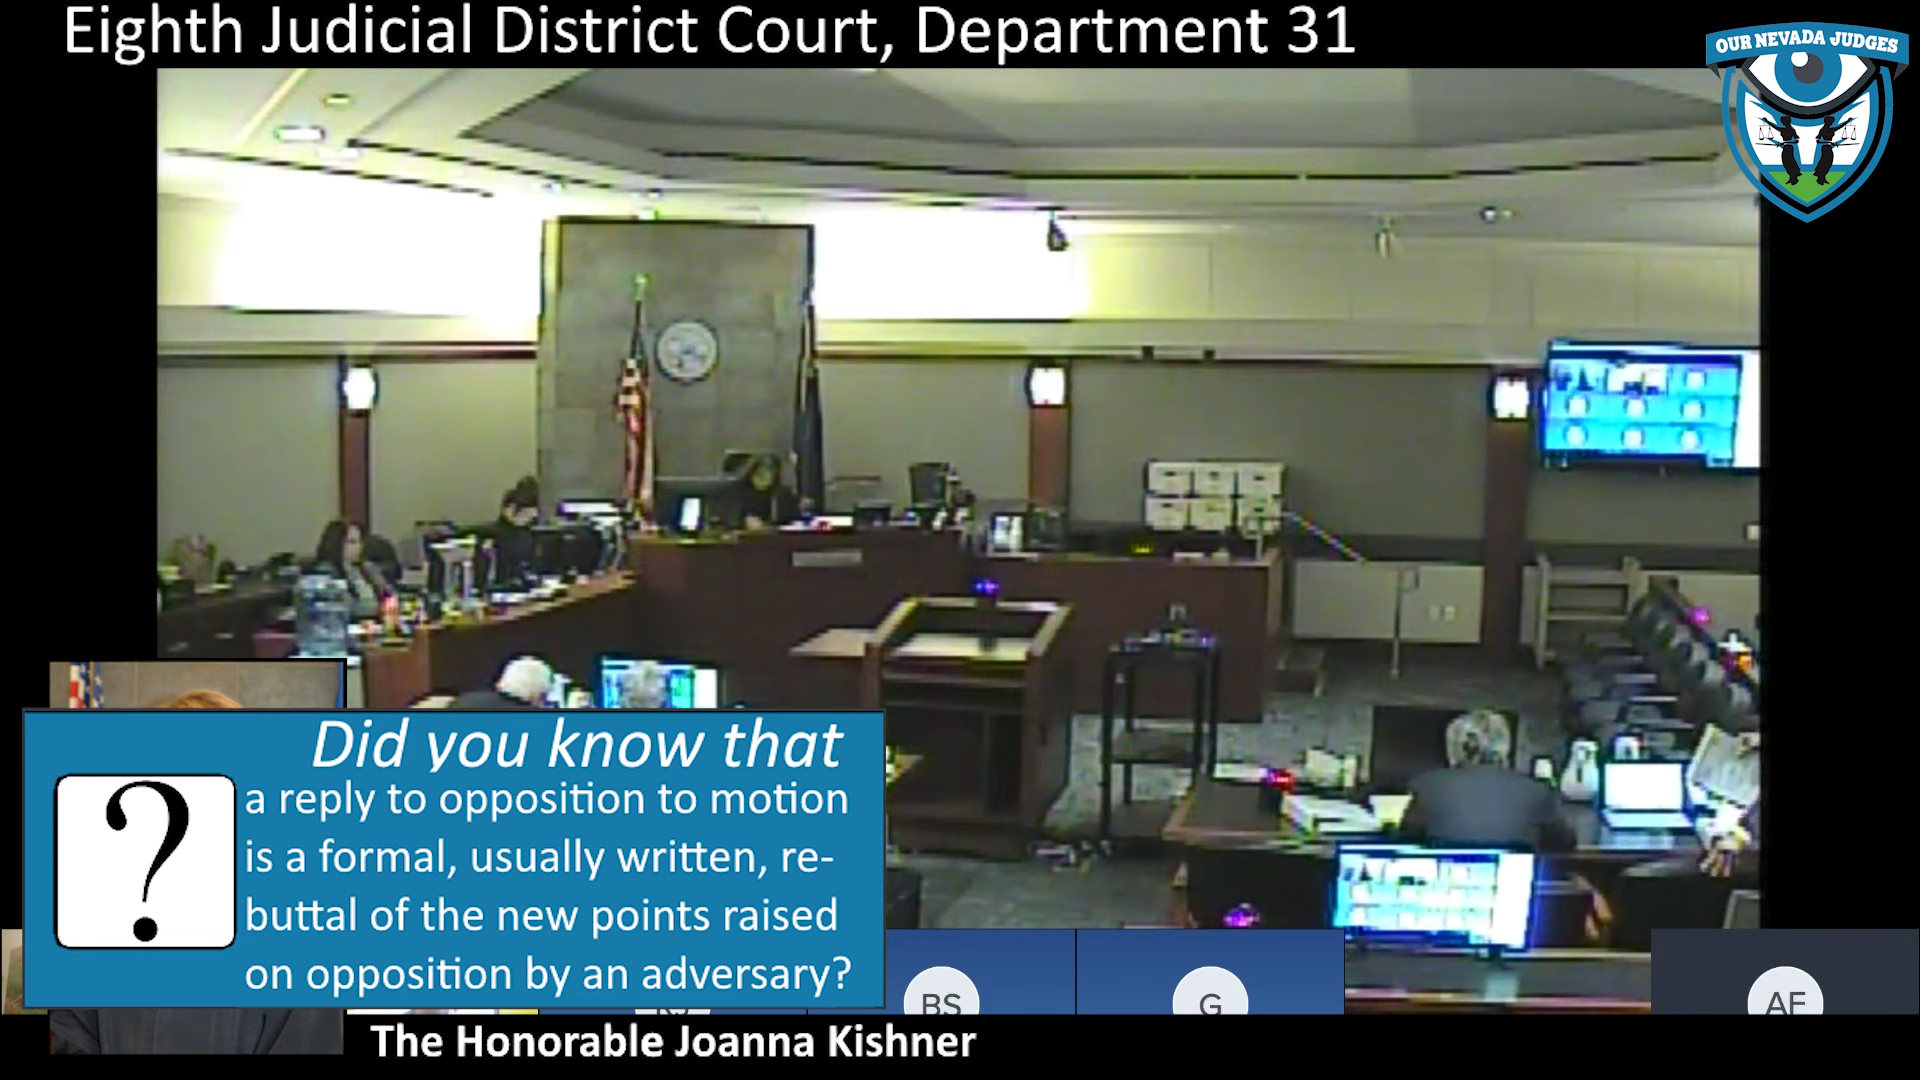 Eighth Judicial District Court, Department 31
OUR NEVADA JUDGES
Did you know that
?
a reply to opposition to motion
is a formal, usually written, re-
buttal of the new points raised
on opposition by an adversary?
BS
G
AF
The Honorable Joanna Kishner